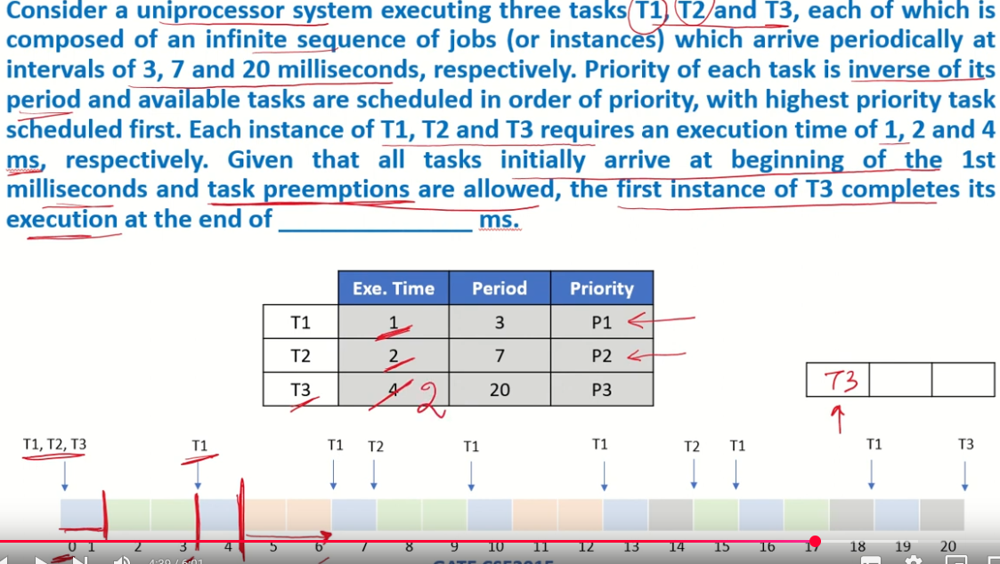 Consider a uniprocessor system executing three tasks T1, T2 and T3, each of which is
composed of an infinite sequence of jobs (or instances) which arrive periodically at
intervals of 3, 7 and 20 milliseconds, respectively. Priority of each task is inverse of its
period and available tasks are scheduled in order of priority, with highest priority task
scheduled first. Each instance of T1, T2 and T3 requires an execution time of 1, 2 and 4
ms, respectively. Given that all tasks initially arrive at beginning of the 1st
milliseconds and task preemptions are allowed, the first instance of T3 completes its
execution at the end of ______________ ms.
Exe. Time Period Priority
T1 1 3 P1
T2 2 7 P2
T3 4 2 20 P3
T3
T1, T2, T3 T1 T1 T2 T1 T1 T2 T1 T1 T3
0 1 2 3 4 5 6 7 8 9 10 11 12 13 14 15 16 17 18 19 20
4:39 / 6:01
GATE CSE2015